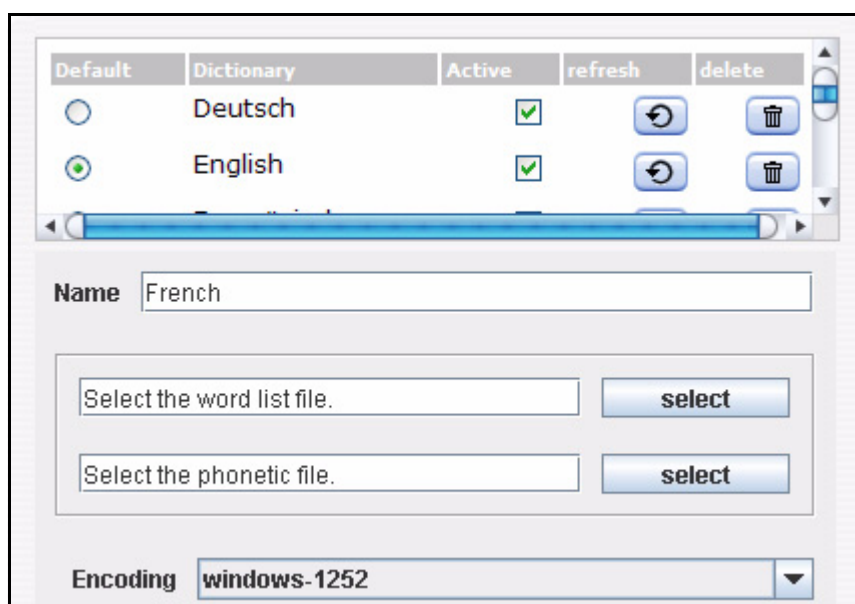 Default Dictionary Active refresh delete
Deutsch
English
Name French
Select the word list file. select
Select the phonetic file. select
Encoding windows-1252